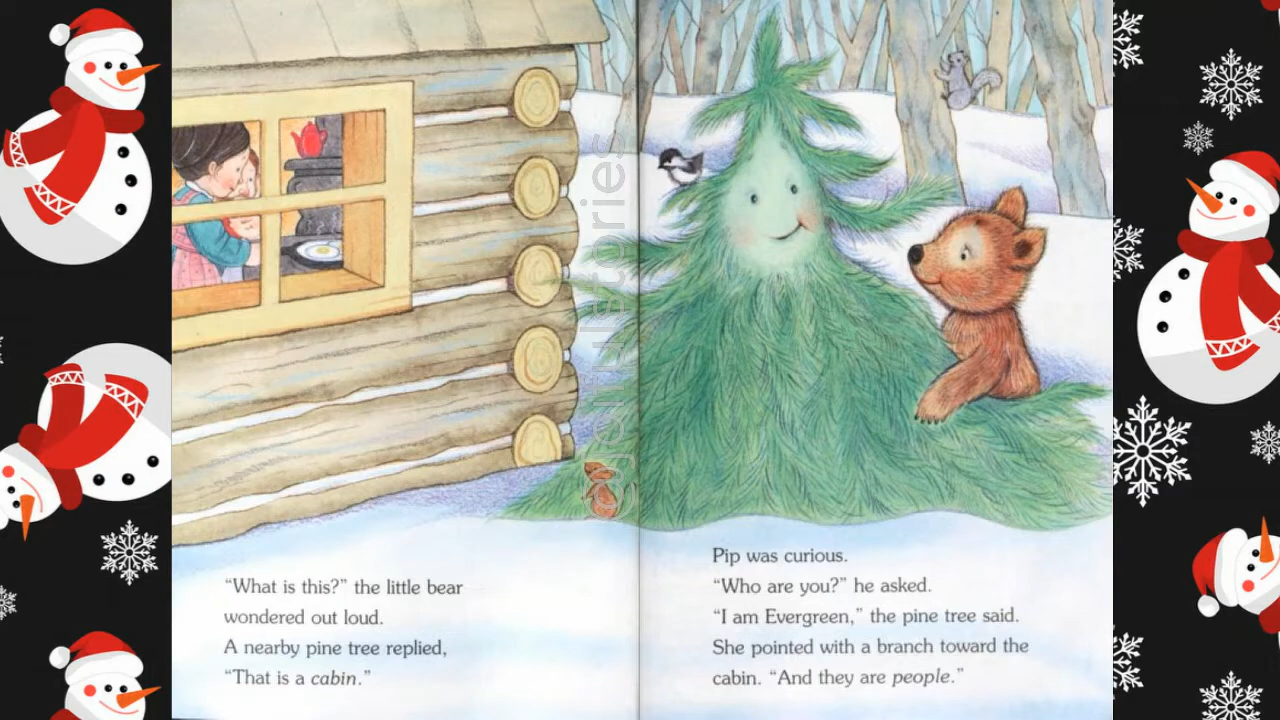 “What is this?” the little bear
wondered out loud.
A nearby pine tree replied,
“That is a cabin.”
Pip was curious.
“Who are you?” he asked.
“I am Evergreen,” the pine tree said.
She pointed with a branch toward the
cabin. “And they are people.”